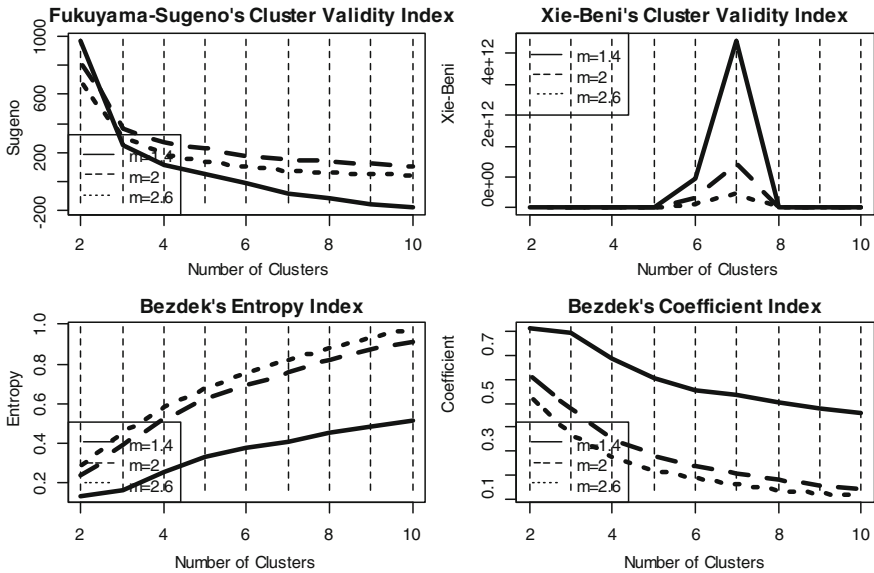 Fukuyama-Sugeno's Cluster Validity Index
Sugeno
1000
600
200
-200
m=1.4
m=2
m=2.6
2 4 6 8 10
Number of Clusters
Xie-Beni's Cluster Validity Index
Xie-Beni
4e+12
2e+12
0e+00
m=1.4
m=2
m=2.6
2 4 6 8 10
Number of Clusters
Bezdek's Entropy Index
Entropy
1.0
0.8
0.6
0.4
0.2
m=1.4
m=2
m=2.6
2 4 6 8 10
Number of Clusters
Bezdek's Coefficient Index
Coefficient
0.7
0.5
0.3
0.1
m=1.4
m=2
m=2.6
2 4 6 8 10
Number of Clusters